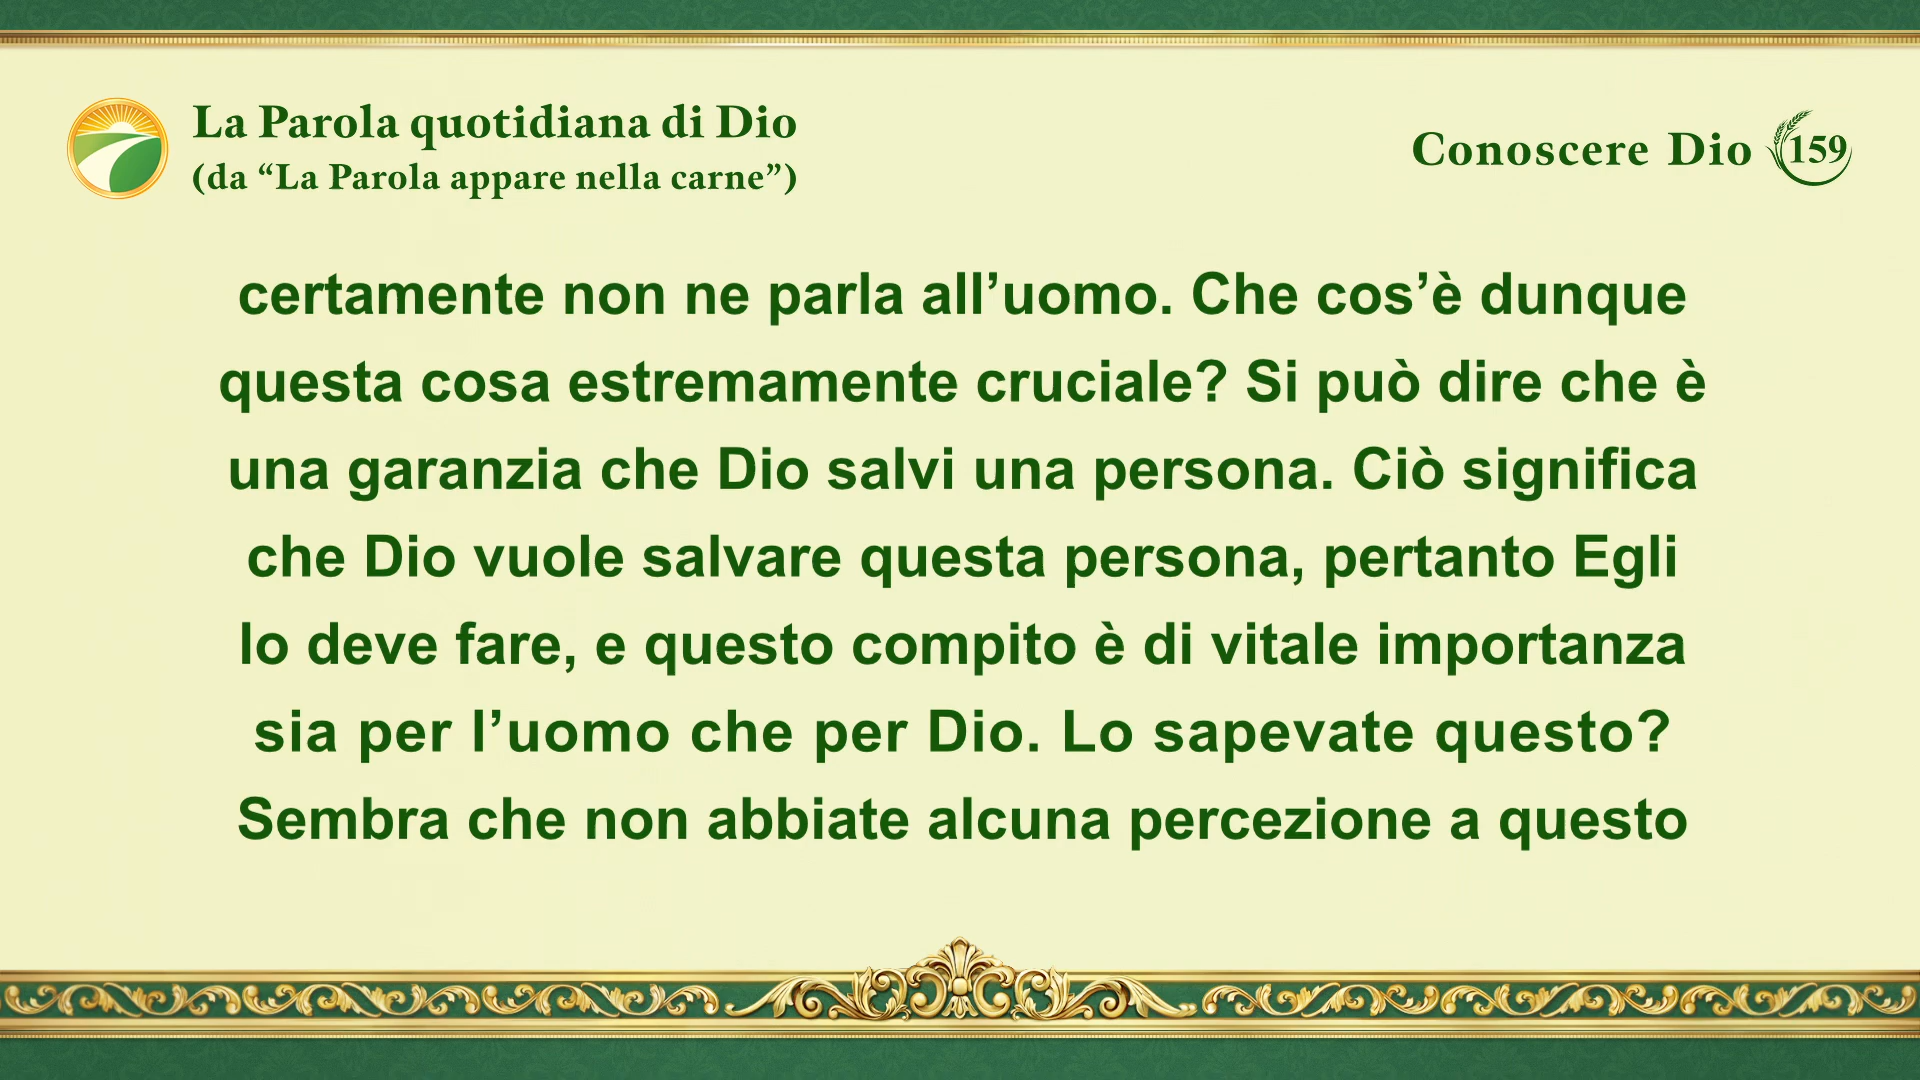 La Parola quotidiana di Dio
(da “La Parola appare nella carne”)
Conoscere Dio 159
certamente non ne parla all’uomo. Che cos’è dunque
questa cosa estremamente cruciale? Si può dire che è
una garanzia che Dio salvi una persona. Ciò significa
che Dio vuole salvare questa persona, pertanto Egli
lo deve fare, e questo compito è di vitale importanza
sia per l’uomo che per Dio. Lo sapevate questo?
Sembra che non abbiate alcuna percezione a questo